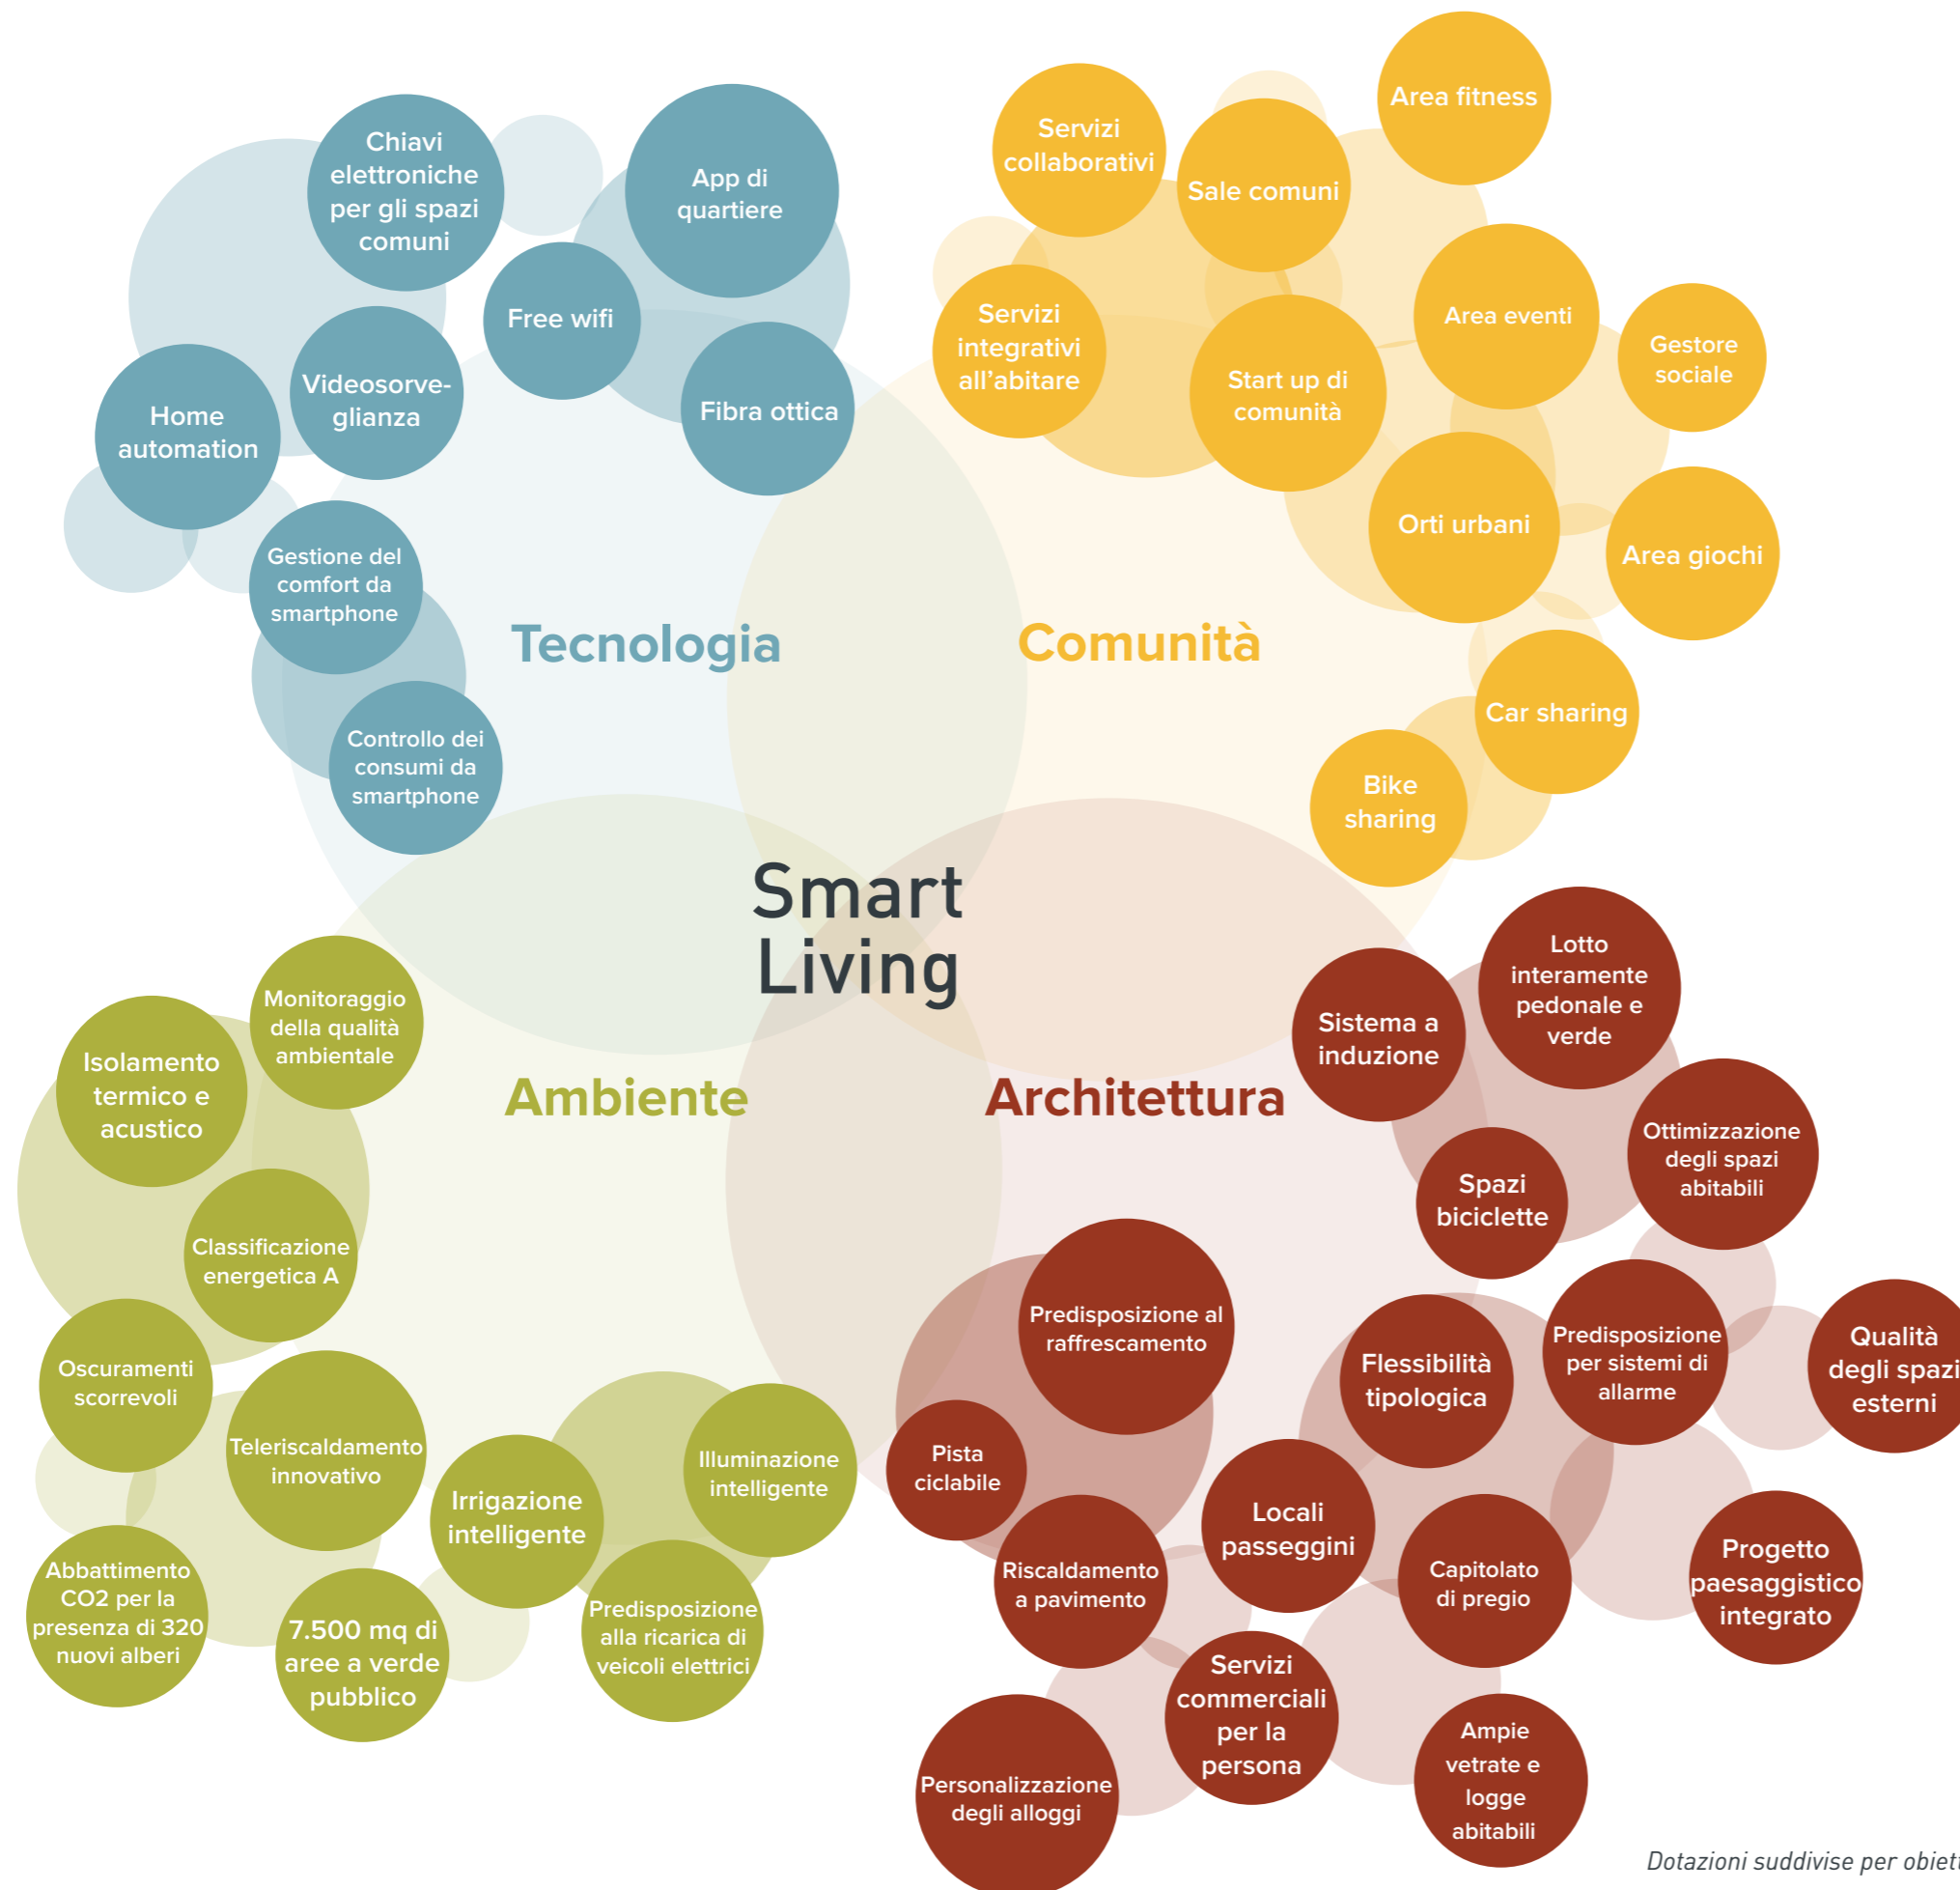 Chiavi
elettroniche
per gli spazi
comuni
App di
quartiere
Free wifi
Videosorve-
glianza
Home
automation
Fibra ottica
Gestione del
comfort da
smartphone
Controllo dei
consumi da
smartphone
Tecnologia
Servizi
collaborativi
Sale comuni
Area fitness
Servizi
integrativi
all'abitare
Start up di
comunità
Area eventi
Gestore
sociale
Orti urbani
Area giochi
Car sharing
Bike
sharing
Comunità
Smart
Living
Ambiente
Monitoraggio
della qualità
ambientale
Isolamento
termico e
acustico
Classificazione
energetica A
Oscuramenti
scorrevoli
Teleriscaldamento
innovativo
Irrigazione
intelligente
Illuminazione
intelligente
Abbattimento
CO2 per la
presenza di 320
nuovi alberi
7.500 mq di
aree a verde
pubblico
Predisposizione
alla ricarica di
veicoli elettrici
Architettura
Sistema a
induzione
Lotto
interamente
pedonale e
verde
Ottimizzazione
degli spazi
abitabili
Spazi
biciclette
Predisposizione al
raffrescamento
Flessibilità
tipologica
Predisposizione
per sistemi di
allarme
Qualità
degli spazi
esterni
Pista
ciclabile
Locali
passeggini
Riscaldamento
a pavimento
Capitolato
di pregio
Progetto
paesaggistico
integrato
Servizi
commerciali
per la
persona
Personalizzazione
degli alloggi
Ampie
vetrate e
logge
abitabili
Dotazioni suddivise per